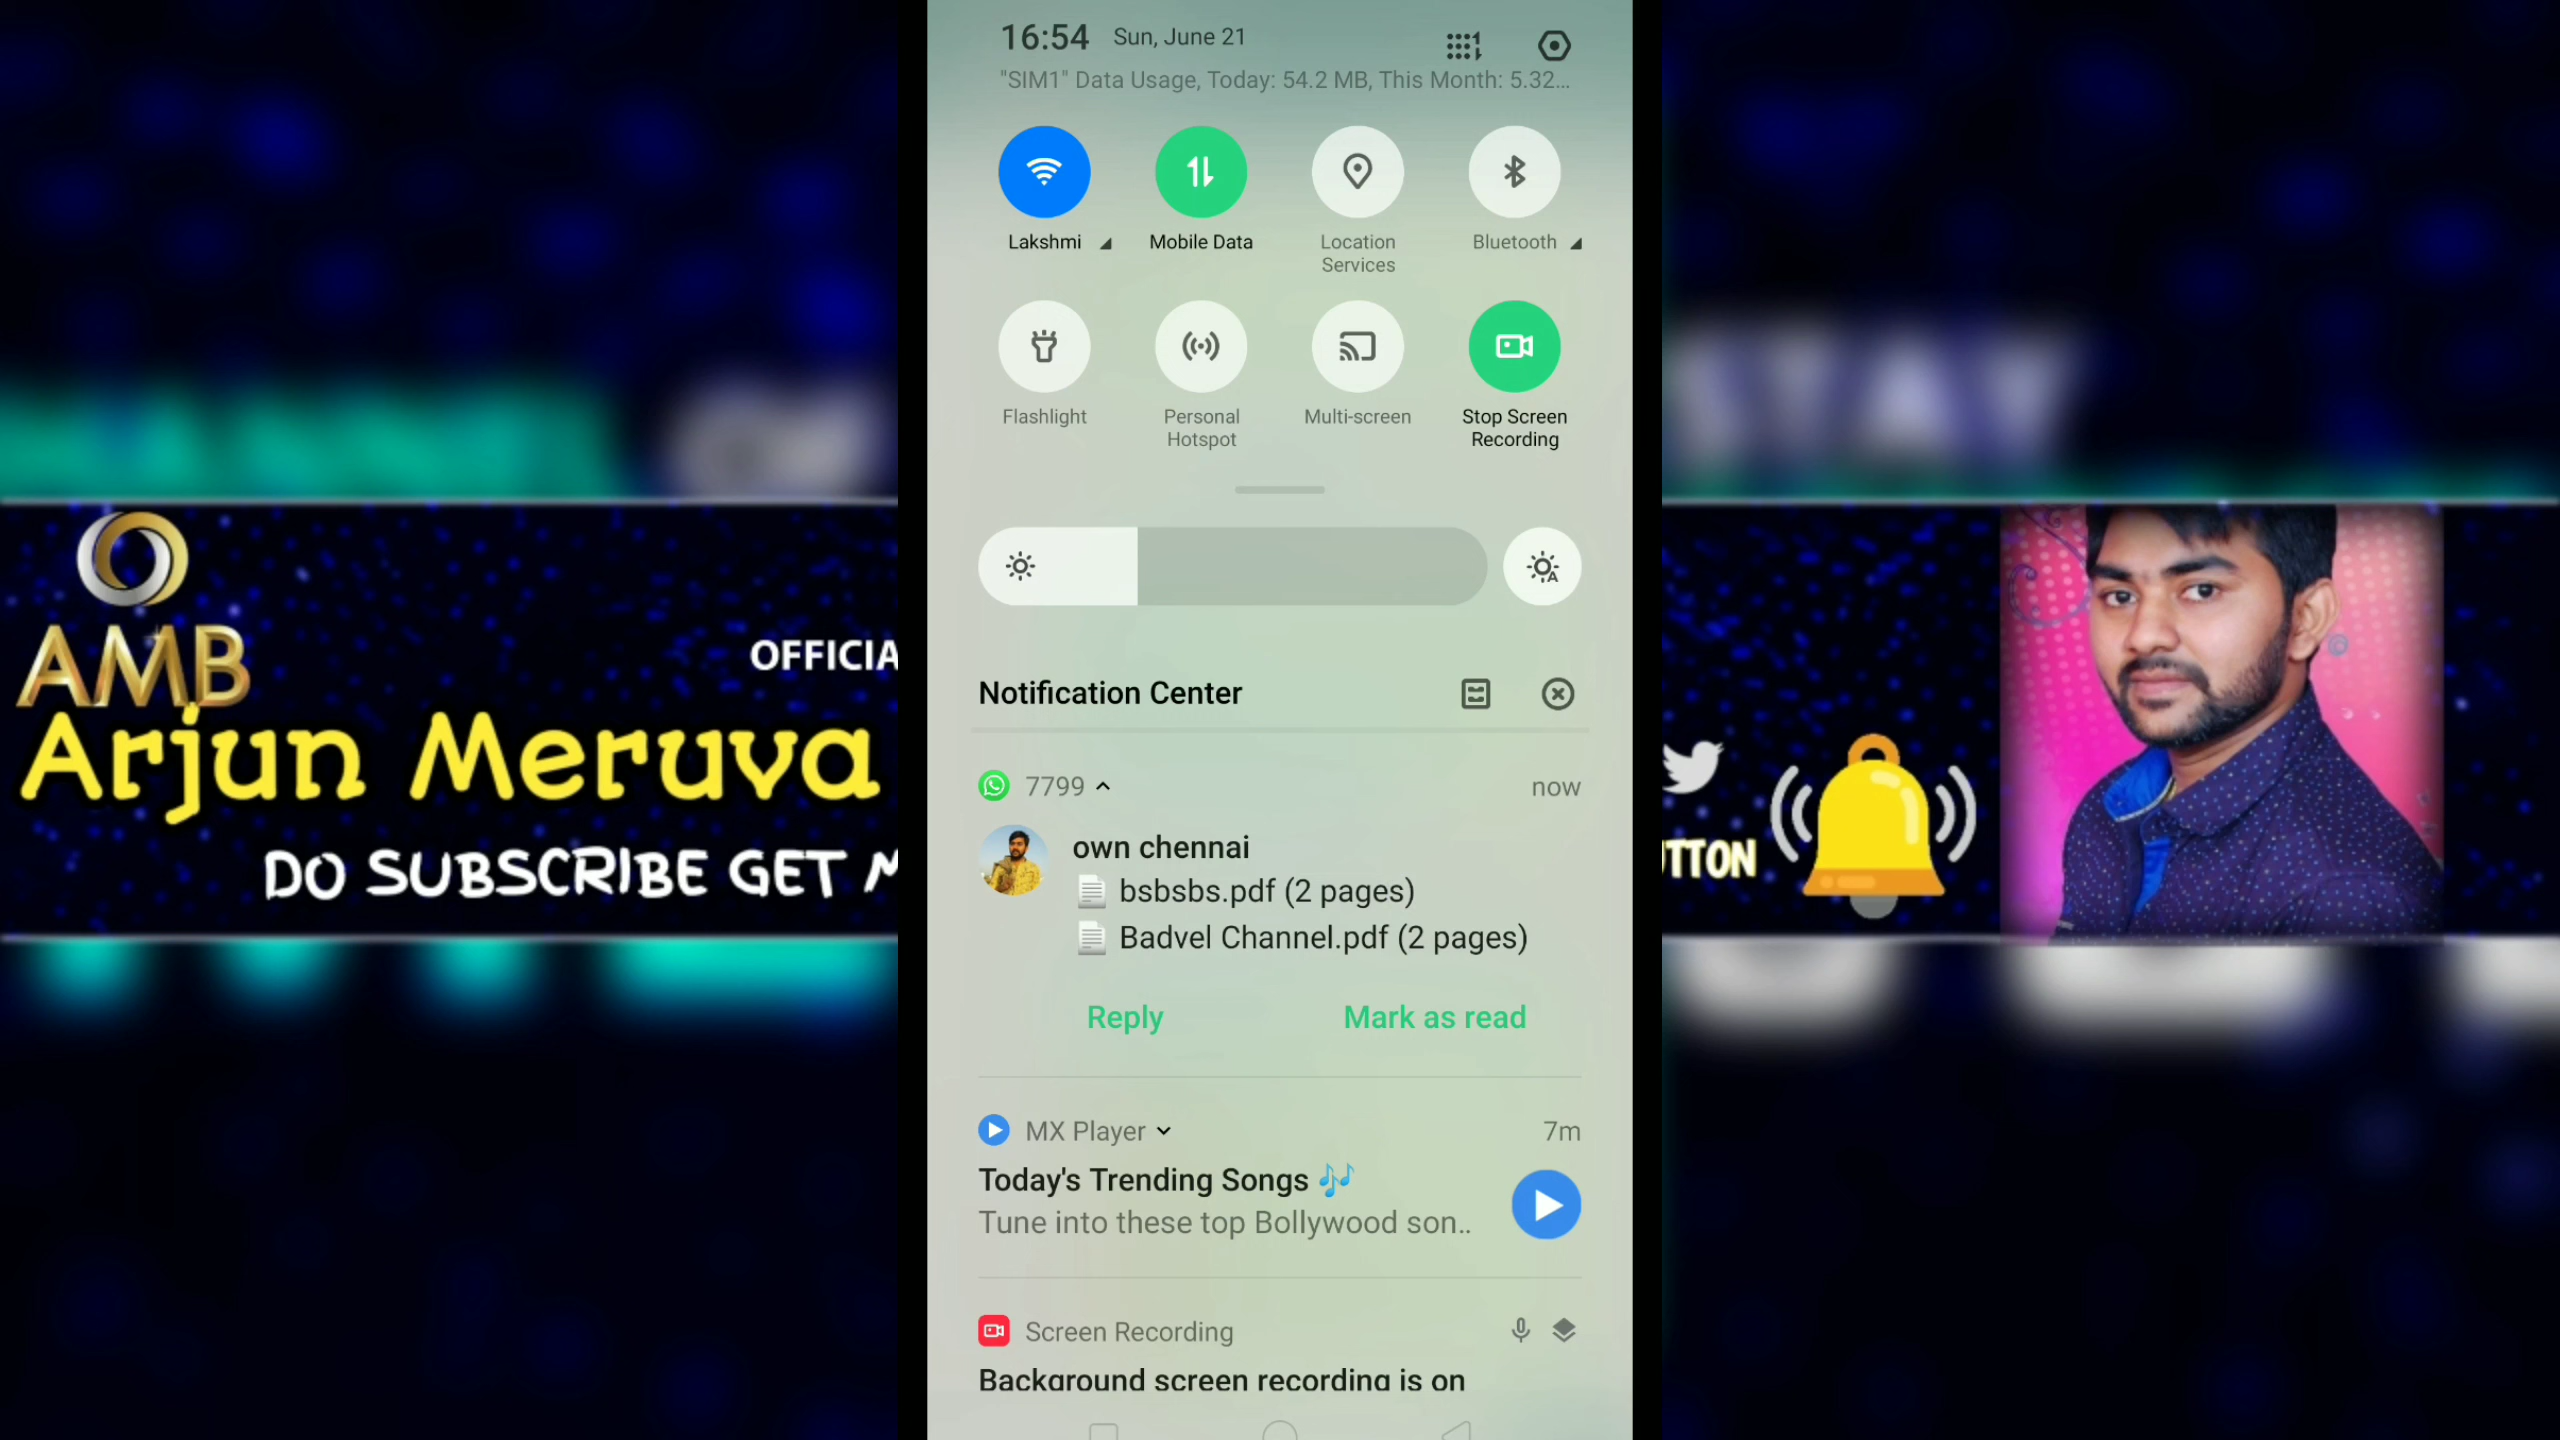 16:54 Sun, June 21
"SIM1" Data Usage, Today: 54.2 MB, This Month: 5.32...
Lakshmi
Mobile Data
Location
Services
Bluetooth
Flashlight
Personal
Hotspot
Multi-screen
Stop Screen
Recording
Notification Center
7799
now
own chennai
bsbsbs.pdf (2 pages)
Badvel Channel.pdf (2 pages)
Reply
Mark as read
MX Player
7m
Today's Trending Songs 🎶
Tune into these top Bollywood son..
Screen Recording
Background screen recording is on
AMB
OFFICIA
Arjun Meruva
DO SUBSCRIBE GET
TTON